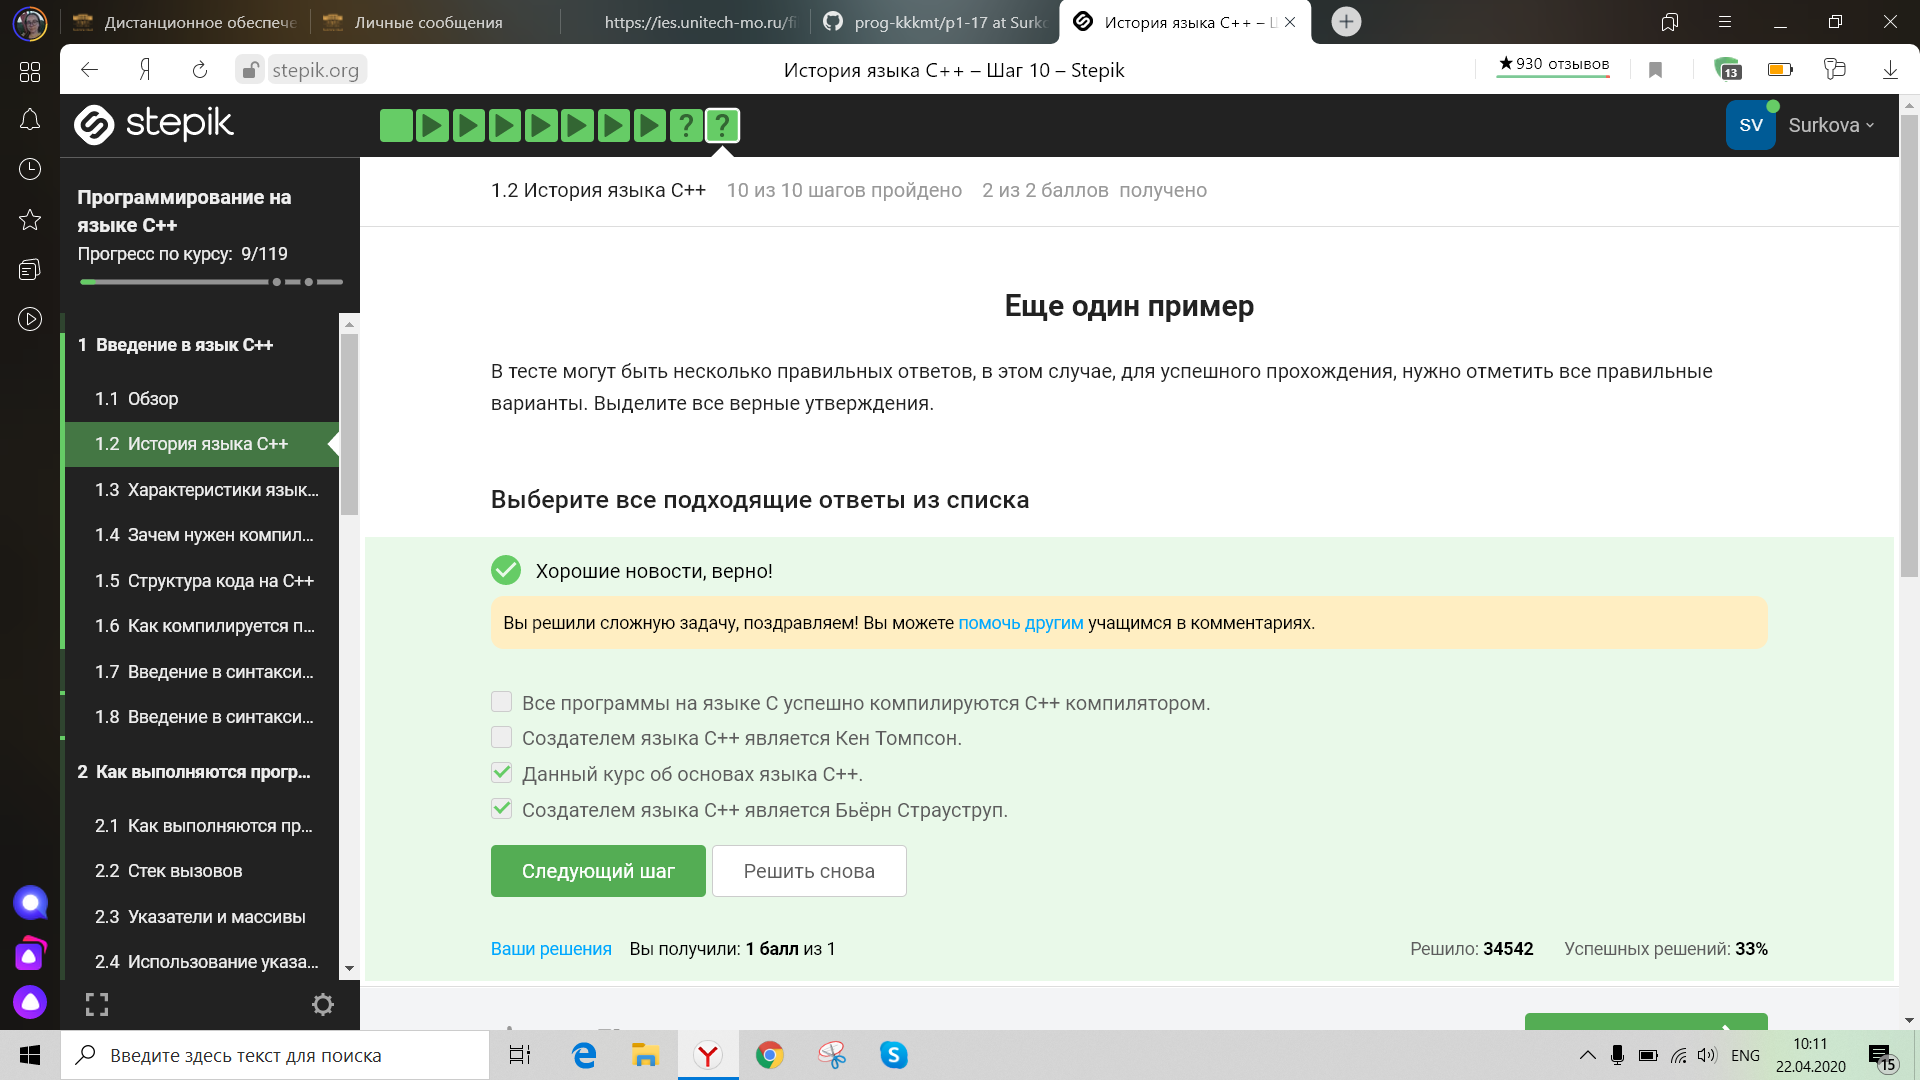 Дистанционное обеспече
Личные сообщения
https://ies.unitech-mo.ru/fi
prog-kkkmt/p1-17 at Surko
История языка C++ – Ш
stepik.org
История языка C++ – Шаг 10 – Stepik
★930 отзывов
13
stepik
? ?
SV
Surkova
Программирование на
языке C++
Прогресс по курсу: 9/119
1.2 История языка C++ 10 из 10 шагов пройдено 2 из 2 баллов получено
1 Введение в язык C++
1.1 Обзор
1.2 История языка C++
1.3 Характеристики язык...
1.4 Зачем нужен компил...
1.5 Структура кода на C++
1.6 Как компилируется п...
1.7 Введение в синтакси...
1.8 Введение в синтакси...
2 Как выполняются прогр...
2.1 Как выполняются пр...
2.2 Стек вызовов
2.3 Указатели и массивы
2.4 Использование указа...
Еще один пример
В тесте могут быть несколько правильных ответов, в этом случае, для успешного прохождения, нужно отметить все правильные
варианты. Выделите все верные утверждения.
Выберите все подходящие ответы из списка
Хорошие новости, верно!
Вы решили сложную задачу, поздравляем! Вы можете помочь другим учащимся в комментариях.
Все программы на языке C успешно компилируются C++ компилятором.
Создателем языка C++ является Кен Томпсон.
Данный курс об основах языка C++.
Создателем языка C++ является Бьёрн Страуструп.
Следующий шаг
Решить снова
Ваши решения Вы получили: 1 балл из 1
Решило: 34542 Успешных решений: 33%
Введите здесь текст для поиска
ENG
10:11
22.04.2020
15